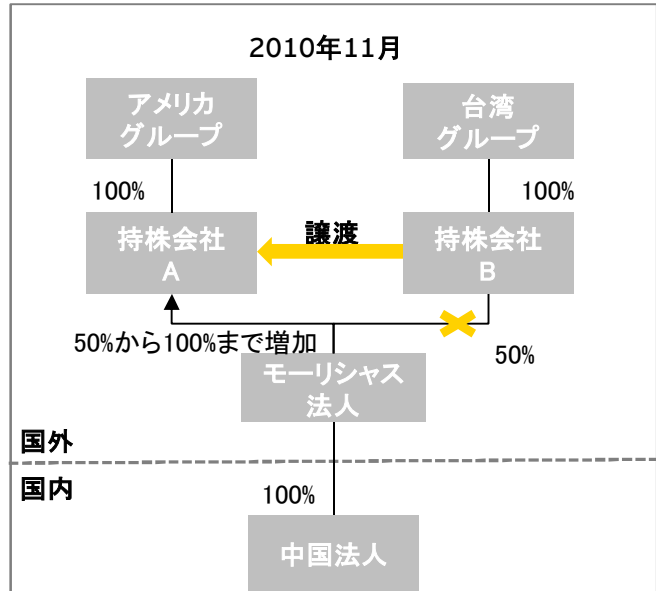 2010年11月
アメリカ
グループ
台湾
グループ
100%
100%
持株会社
A
譲渡
持株会社
B
50%から100%まで増加
50%
モーリシャス
法人
国外
国内
100%
中国法人